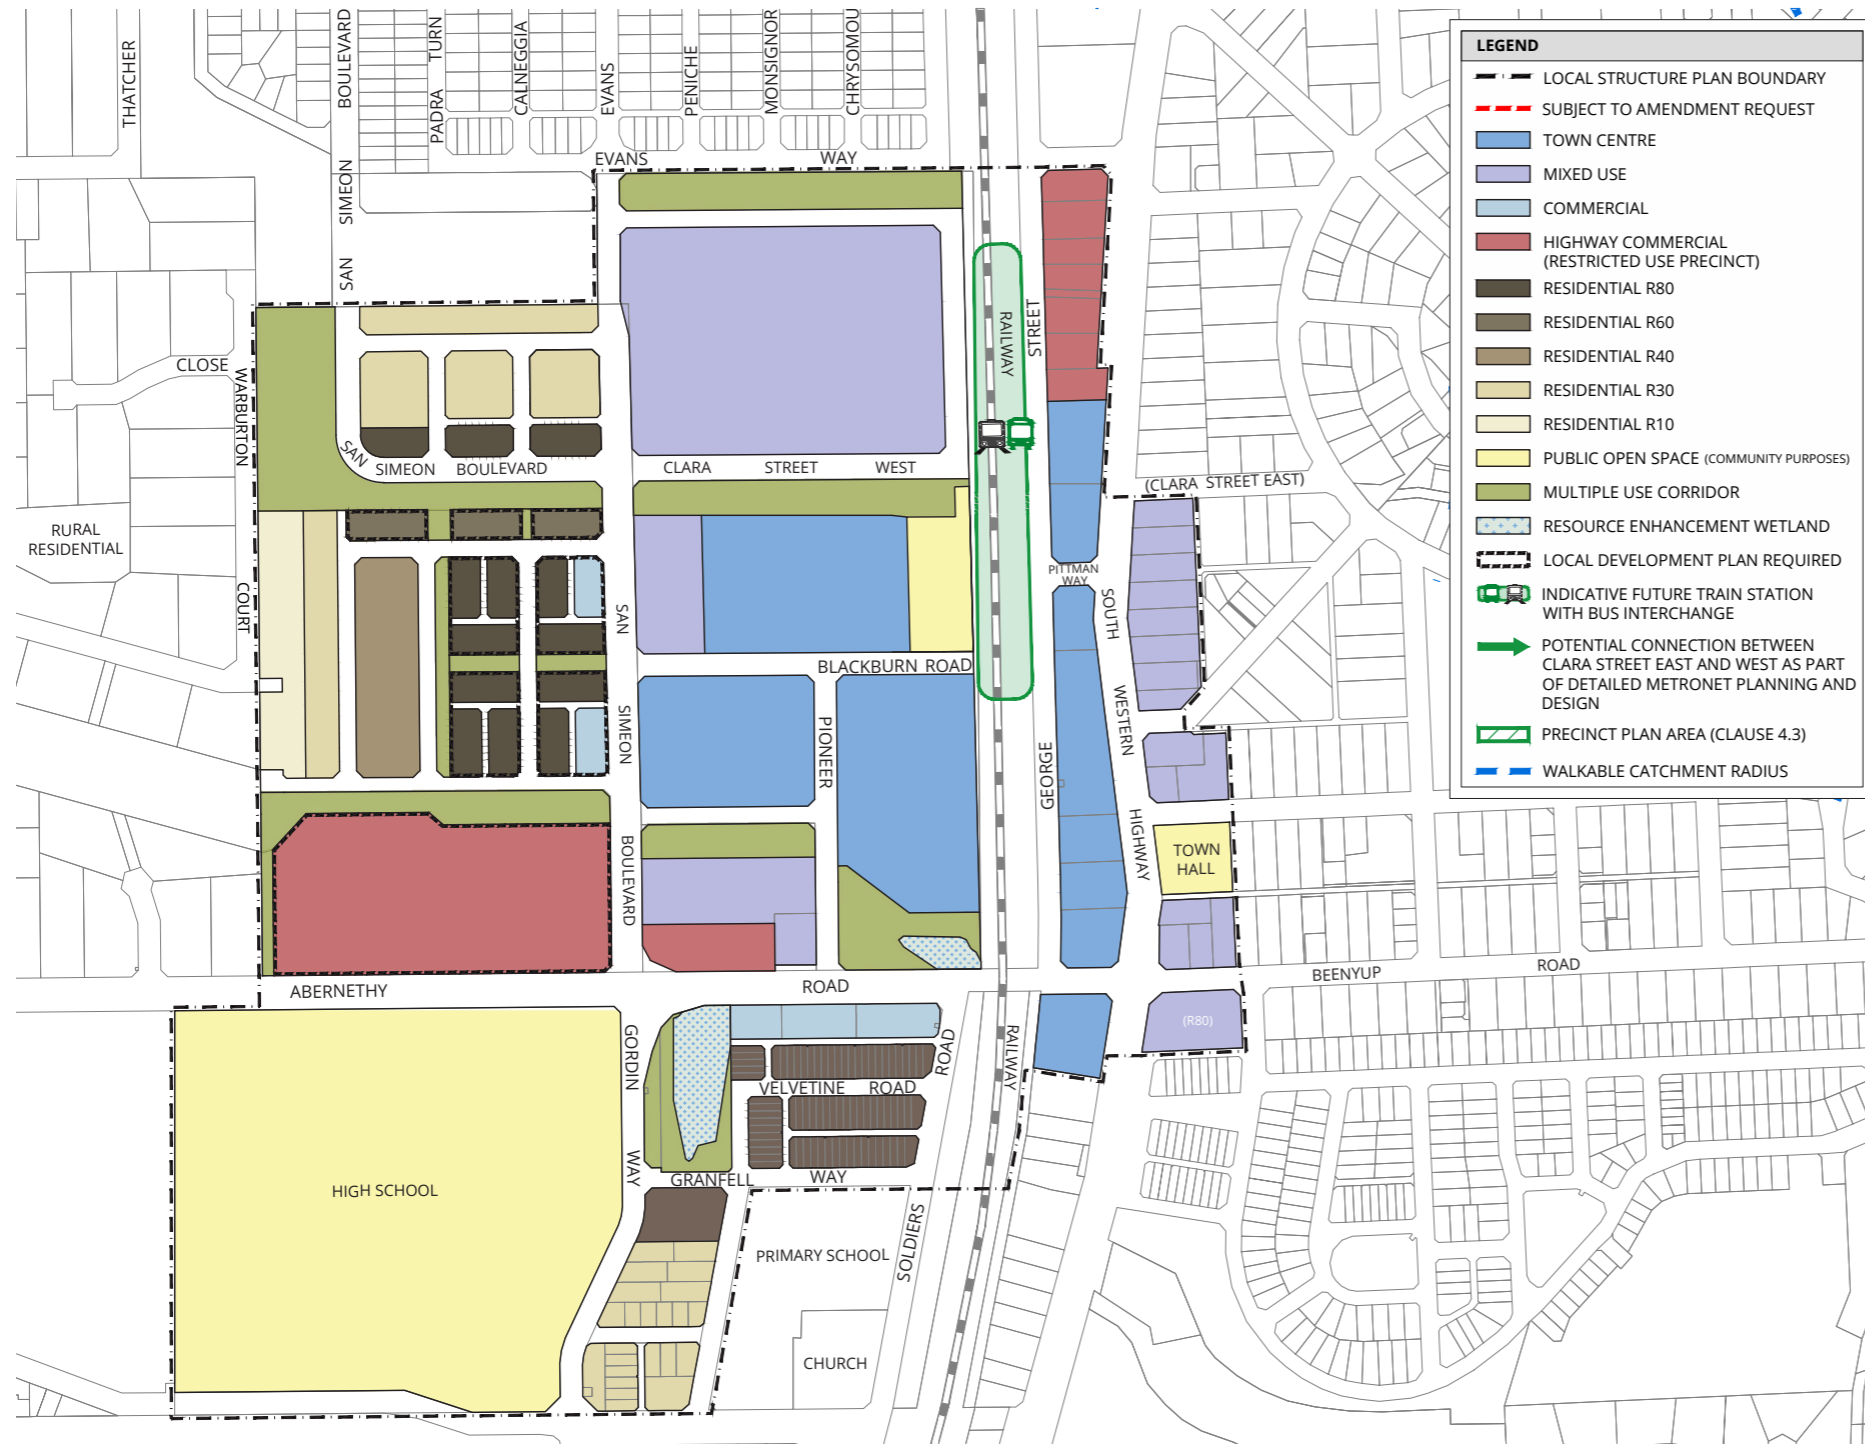 THATCHER
BOULEVARD
SIMEON
SAN
PADRA TURN
CALNEGGIA
EVANS
PENICHE
MONSIGNOR
CHRYSOMOU
EVANS WAY
CLOSE
WARBURTON
COURT
RURAL
RESIDENTIAL
SAN
SIMEON BOULEVARD
CLARA STREET WEST
RAILWAY
STREET
GEORGE
(CLARA STREET EAST)
PITTMAN
WAY
SOUTH
WESTERN
HIGHWAY
SAN
SIMEON
BOULEVARD
BLACKBURN ROAD
PIONEER
TOWN
HALL
ABERNETHY ROAD
BEENYUP ROAD
(R80)
GORDIN
WAY
VELVETINE ROAD
ROAD
SOLDIERS
RAILWAY
GRANFELL WAY
HIGH SCHOOL
PRIMARY SCHOOL
CHURCH
LEGEND
LOCAL STRUCTURE PLAN BOUNDARY
SUBJECT TO AMENDMENT REQUEST
TOWN CENTRE
MIXED USE
COMMERCIAL
HIGHWAY COMMERCIAL
(RESTRICTED USE PRECINCT)
RESIDENTIAL R80
RESIDENTIAL R60
RESIDENTIAL R40
RESIDENTIAL R30
RESIDENTIAL R10
PUBLIC OPEN SPACE (COMMUNITY PURPOSES)
MULTIPLE USE CORRIDOR
RESOURCE ENHANCEMENT WETLAND
LOCAL DEVELOPMENT PLAN REQUIRED
INDICATIVE FUTURE TRAIN STATION
WITH BUS INTERCHANGE
POTENTIAL CONNECTION BETWEEN
CLARA STREET EAST AND WEST AS PART
OF DETAILED METRONET PLANNING AND
DESIGN
PRECINCT PLAN AREA (CLAUSE 4.3)
WALKABLE CATCHMENT RADIUS